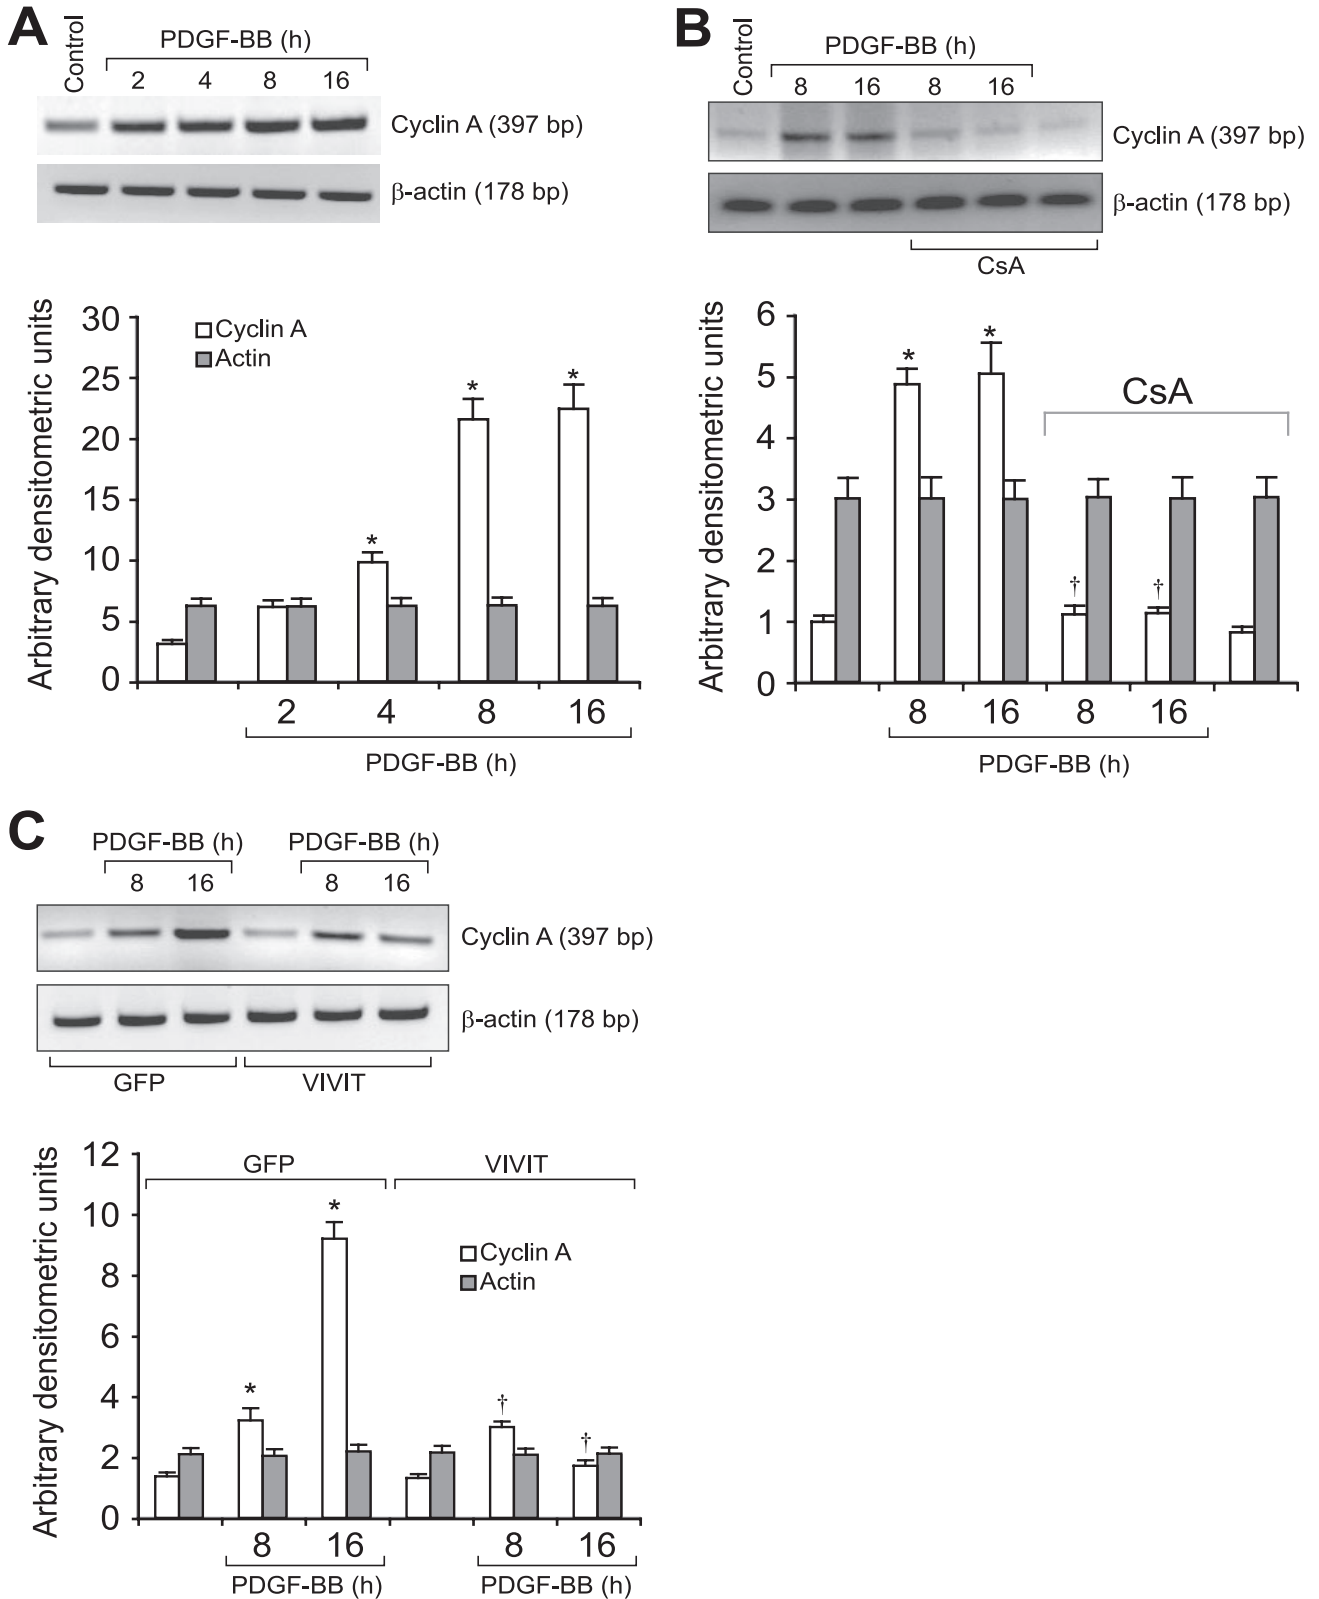 A
Control
PDGF-BB (h)
2 4 8 16
Cyclin A (397 bp)
β-actin (178 bp)
Arbitrary densitometric units
30
25
20
15
10
5
0
Cyclin A
Actin
*
*
*
2 4 8 16
PDGF-BB (h)
B
Control
PDGF-BB (h)
8 16 8 16
Cyclin A (397 bp)
β-actin (178 bp)
CsA
Arbitrary densitometric units
6
5
4
3
2
1
0
*
*
CsA
†
†
8 16 8 16
PDGF-BB (h)
C
PDGF-BB (h) PDGF-BB (h)
8 16 8 16
Cyclin A (397 bp)
β-actin (178 bp)
GFP VIVIT
Arbitrary densitometric units
12
10
8
6
4
2
0
GFP VIVIT
Cyclin A
Actin
*
*
†
†
8 16 8 16
PDGF-BB (h) PDGF-BB (h)